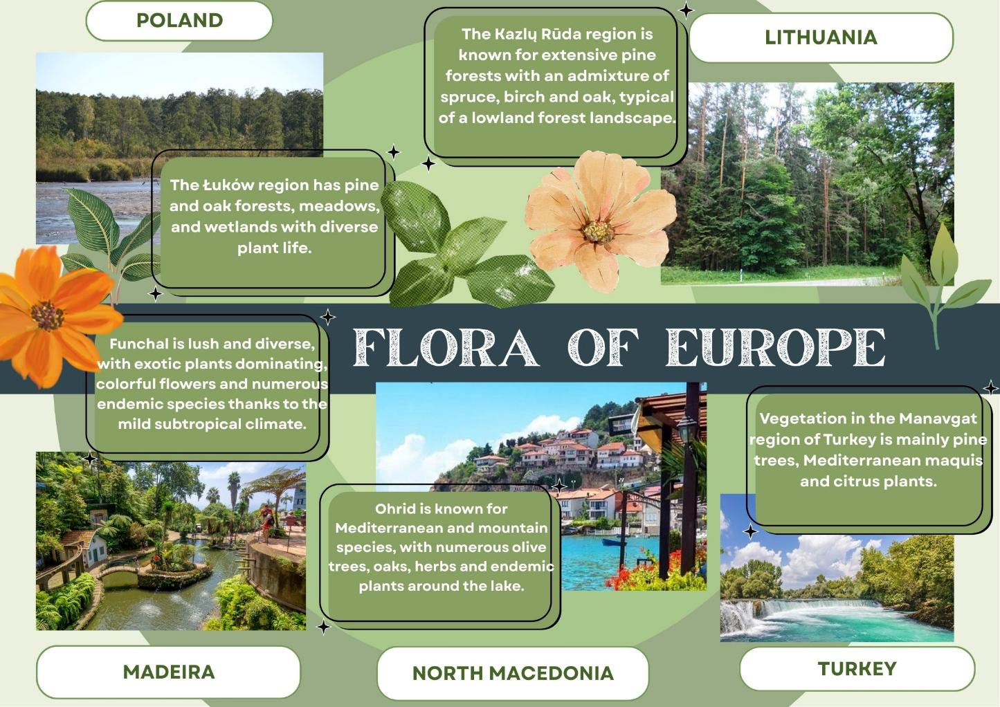 POLAND
The Kazlų Rūda region is
known for extensive pine
forests with an admixture of
spruce, birch and oak, typical
of a lowland forest landscape.
LITHUANIA
The Łuków region has pine
and oak forests, meadows,
and wetlands with diverse
plant life.
FLORA OF EUROPE
Funchal is lush and diverse,
with exotic plants dominating,
colorful flowers and numerous
endemic species thanks to the
mild subtropical climate.
Vegetation in the Manavgat
region of Turkey is mainly pine
trees, Mediterranean maquis
and citrus plants.
Ohrid is known for
Mediterranean and mountain
species, with numerous olive
trees, oaks, herbs and endemic
plants around the lake.
MADEIRA
NORTH MACEDONIA
TURKEY